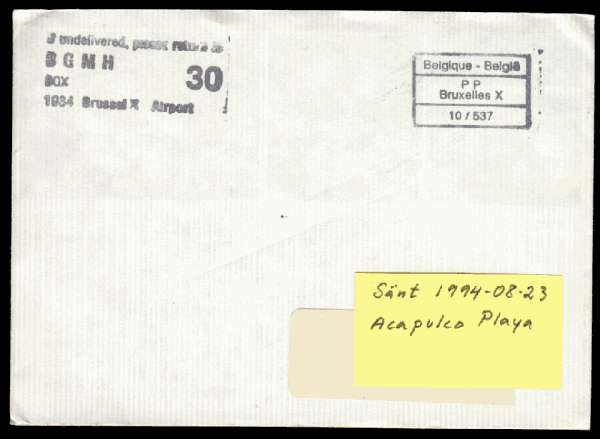 If undelivered, please return to
B G M H
BOX 30
1934 Brussel X Airport
Belgique - België
P P
Bruxelles X
10 / 537
Sänt 1994-08-23
Acapulco Playa